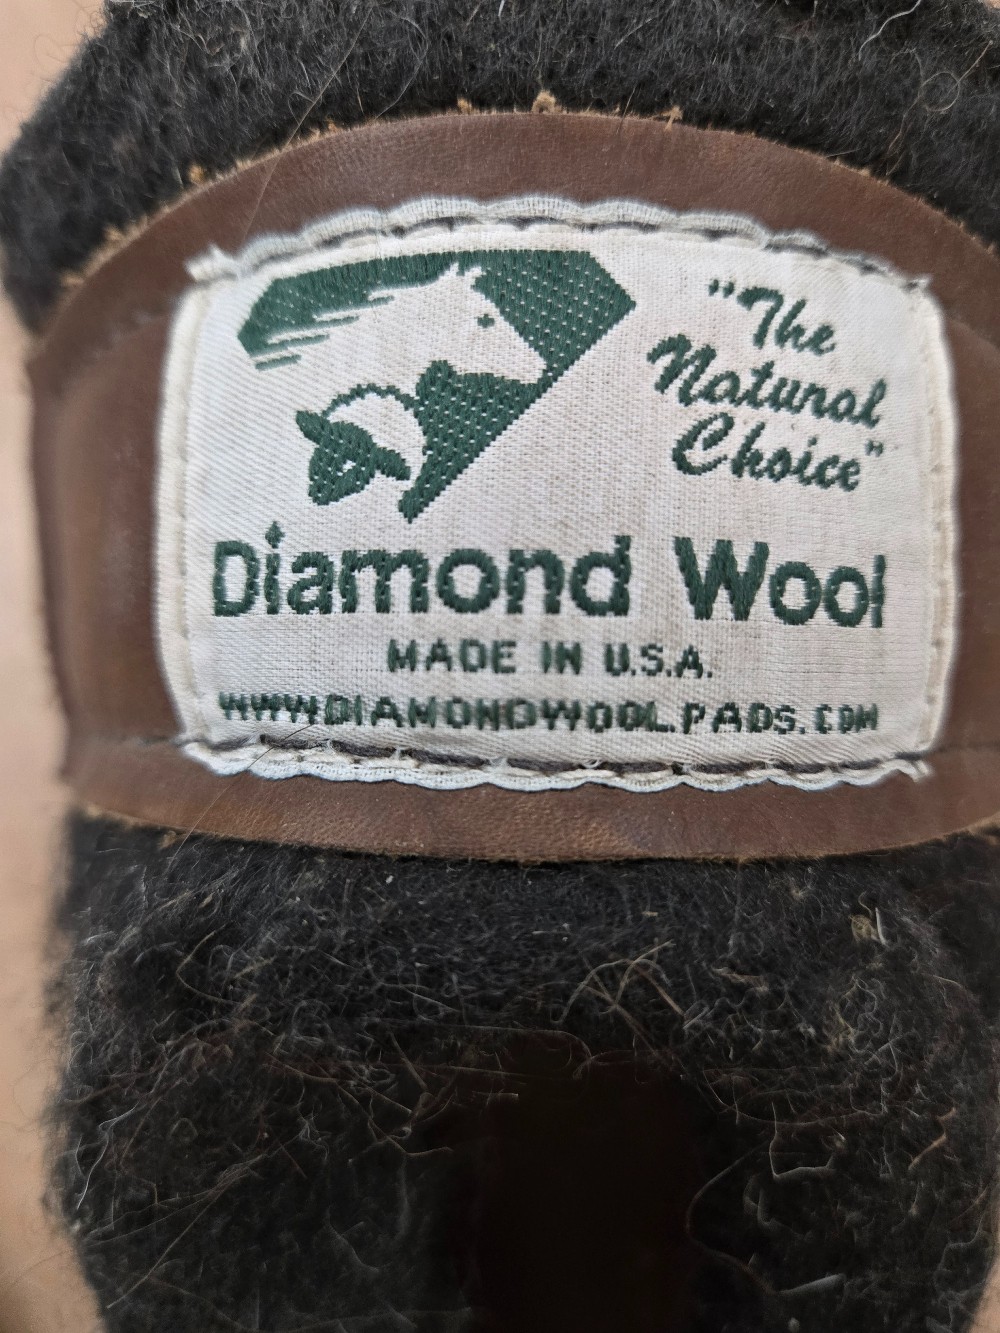 "The
Natural
Choice"
Diamond Wool
MADE IN U.S.A.
WWW.DIAMONDWOOLPADS.COM